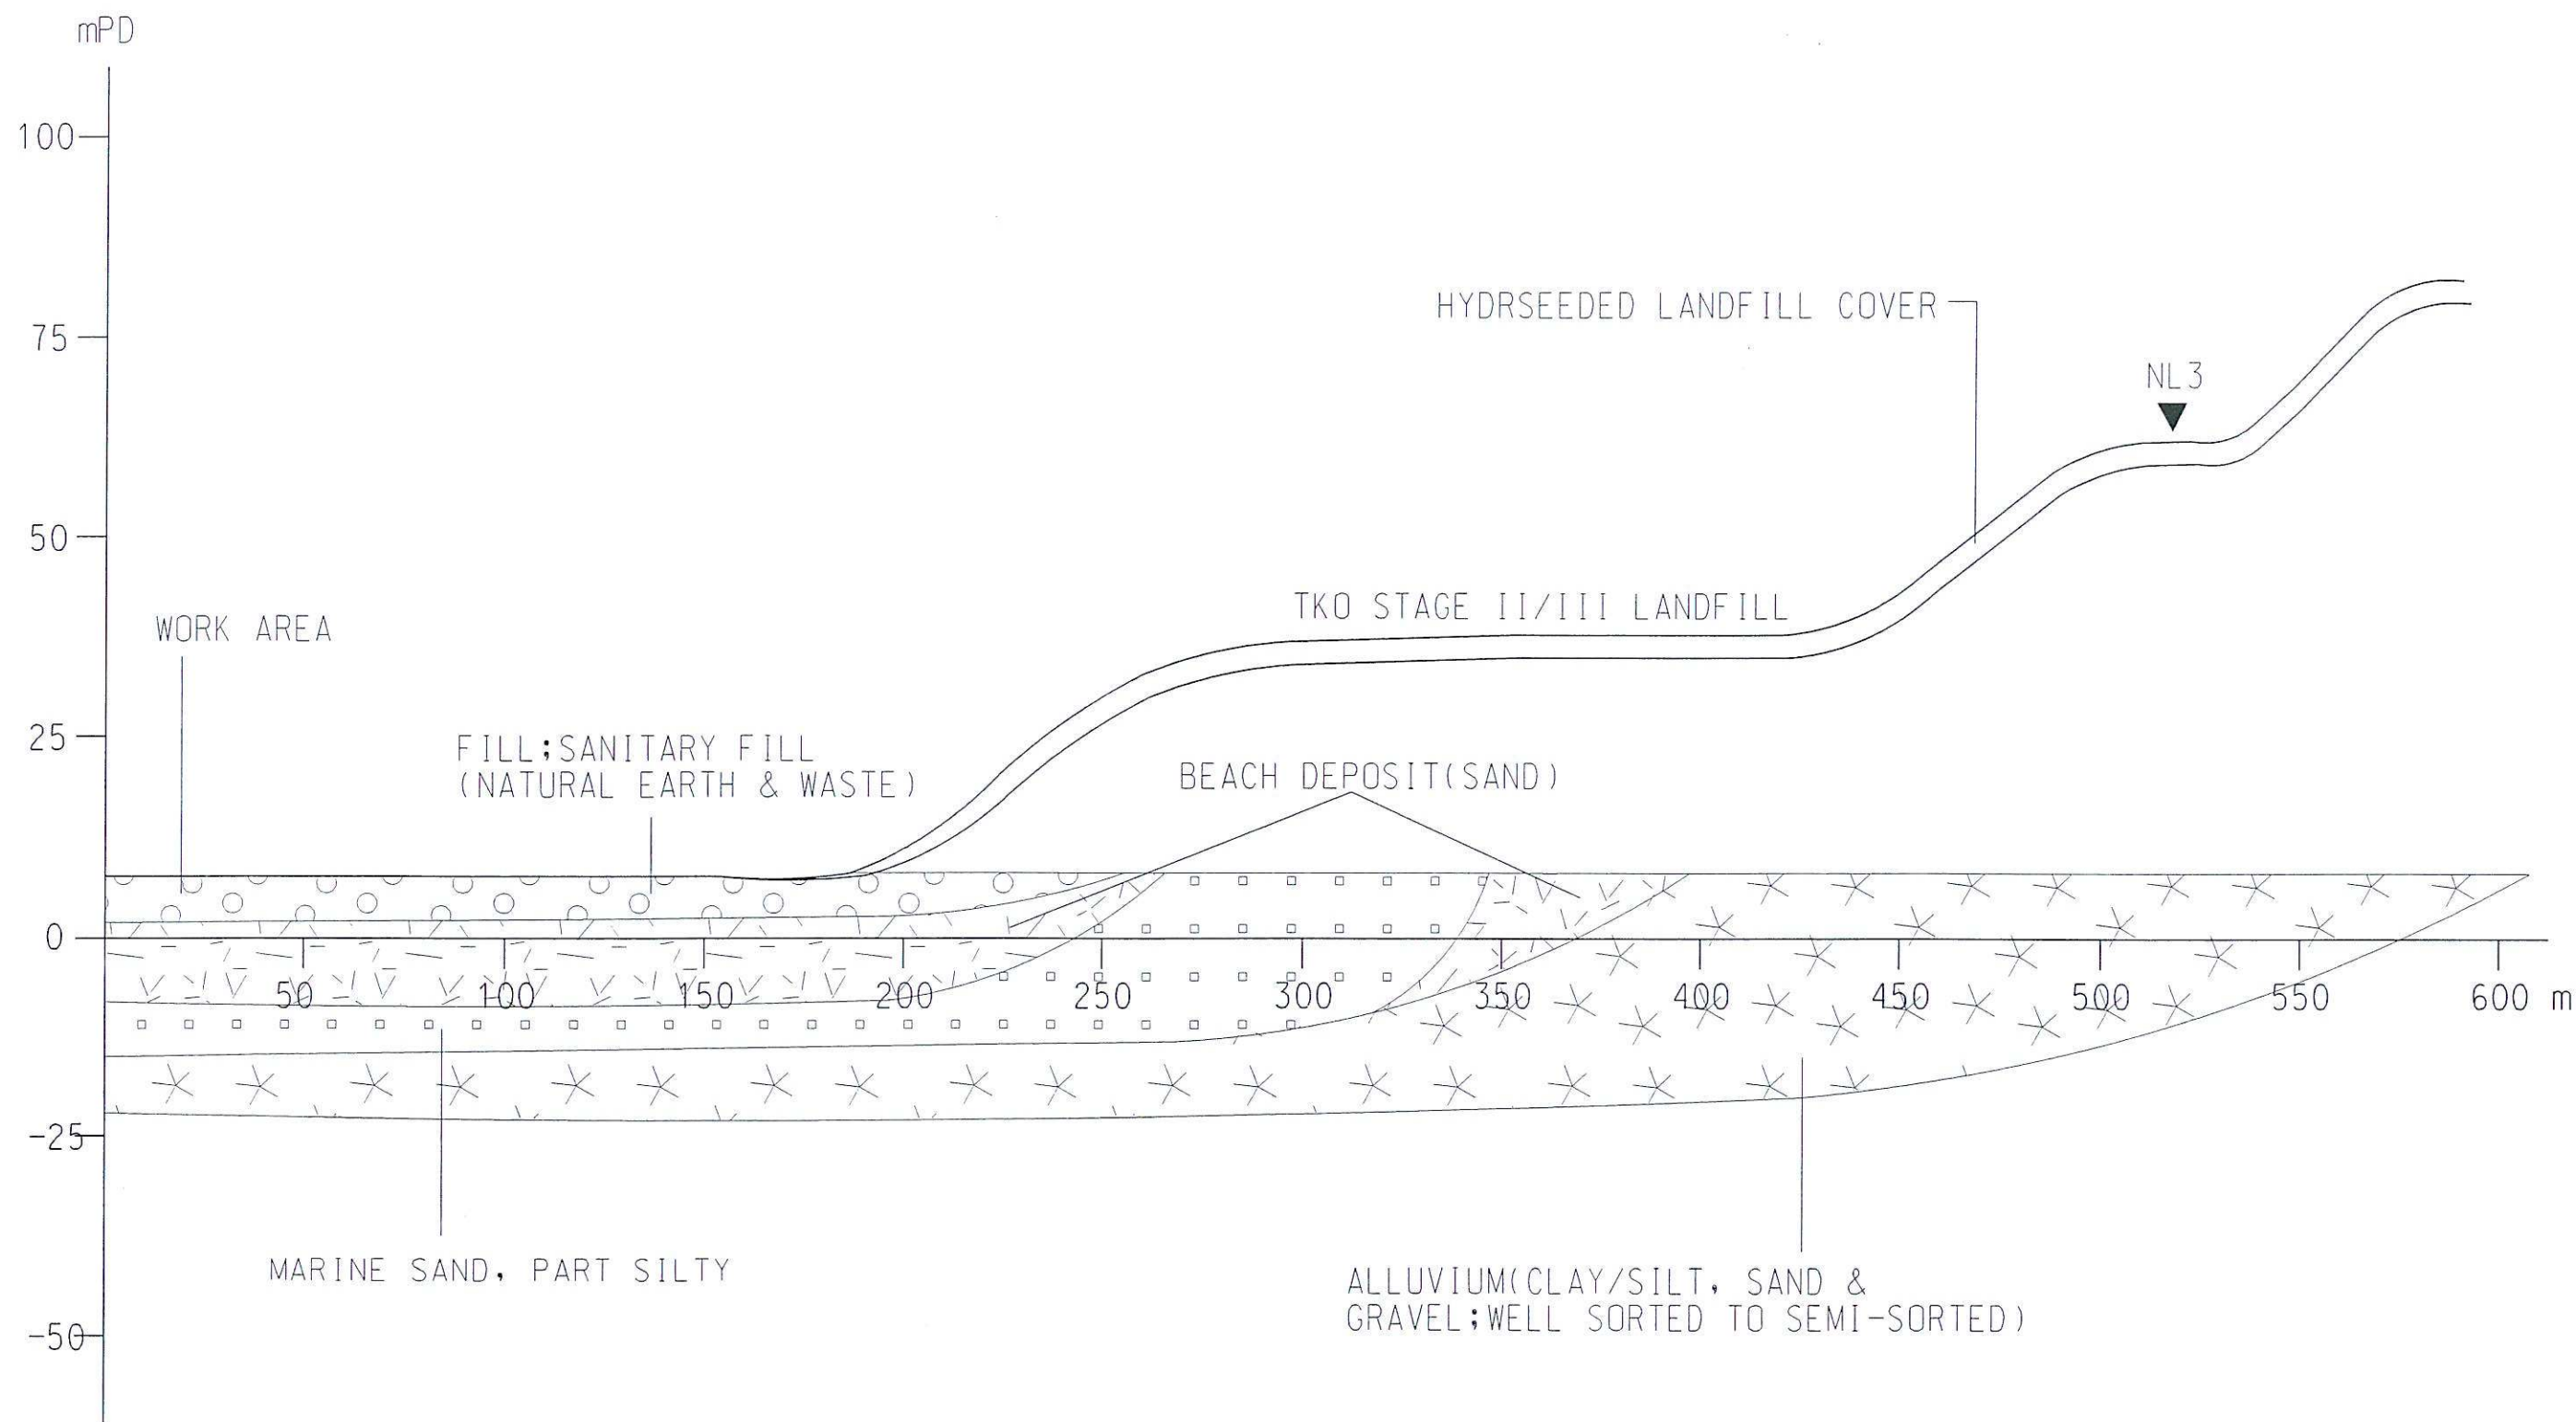 mPD
100
75
50
25
0
-25
-50
HYDRSEEDED LANDFILL COVER
NL3
TKO STAGE II/III LANDFILL
WORK AREA
FILL;SANITARY FILL
(NATURAL EARTH & WASTE)
BEACH DEPOSIT(SAND)
50 100 150 200 250 300 350 400 450 500 550 600 m
MARINE SAND, PART SILTY
ALLUVIUM(CLAY/SILT, SAND &
GRAVEL;WELL SORTED TO SEMI-SORTED)